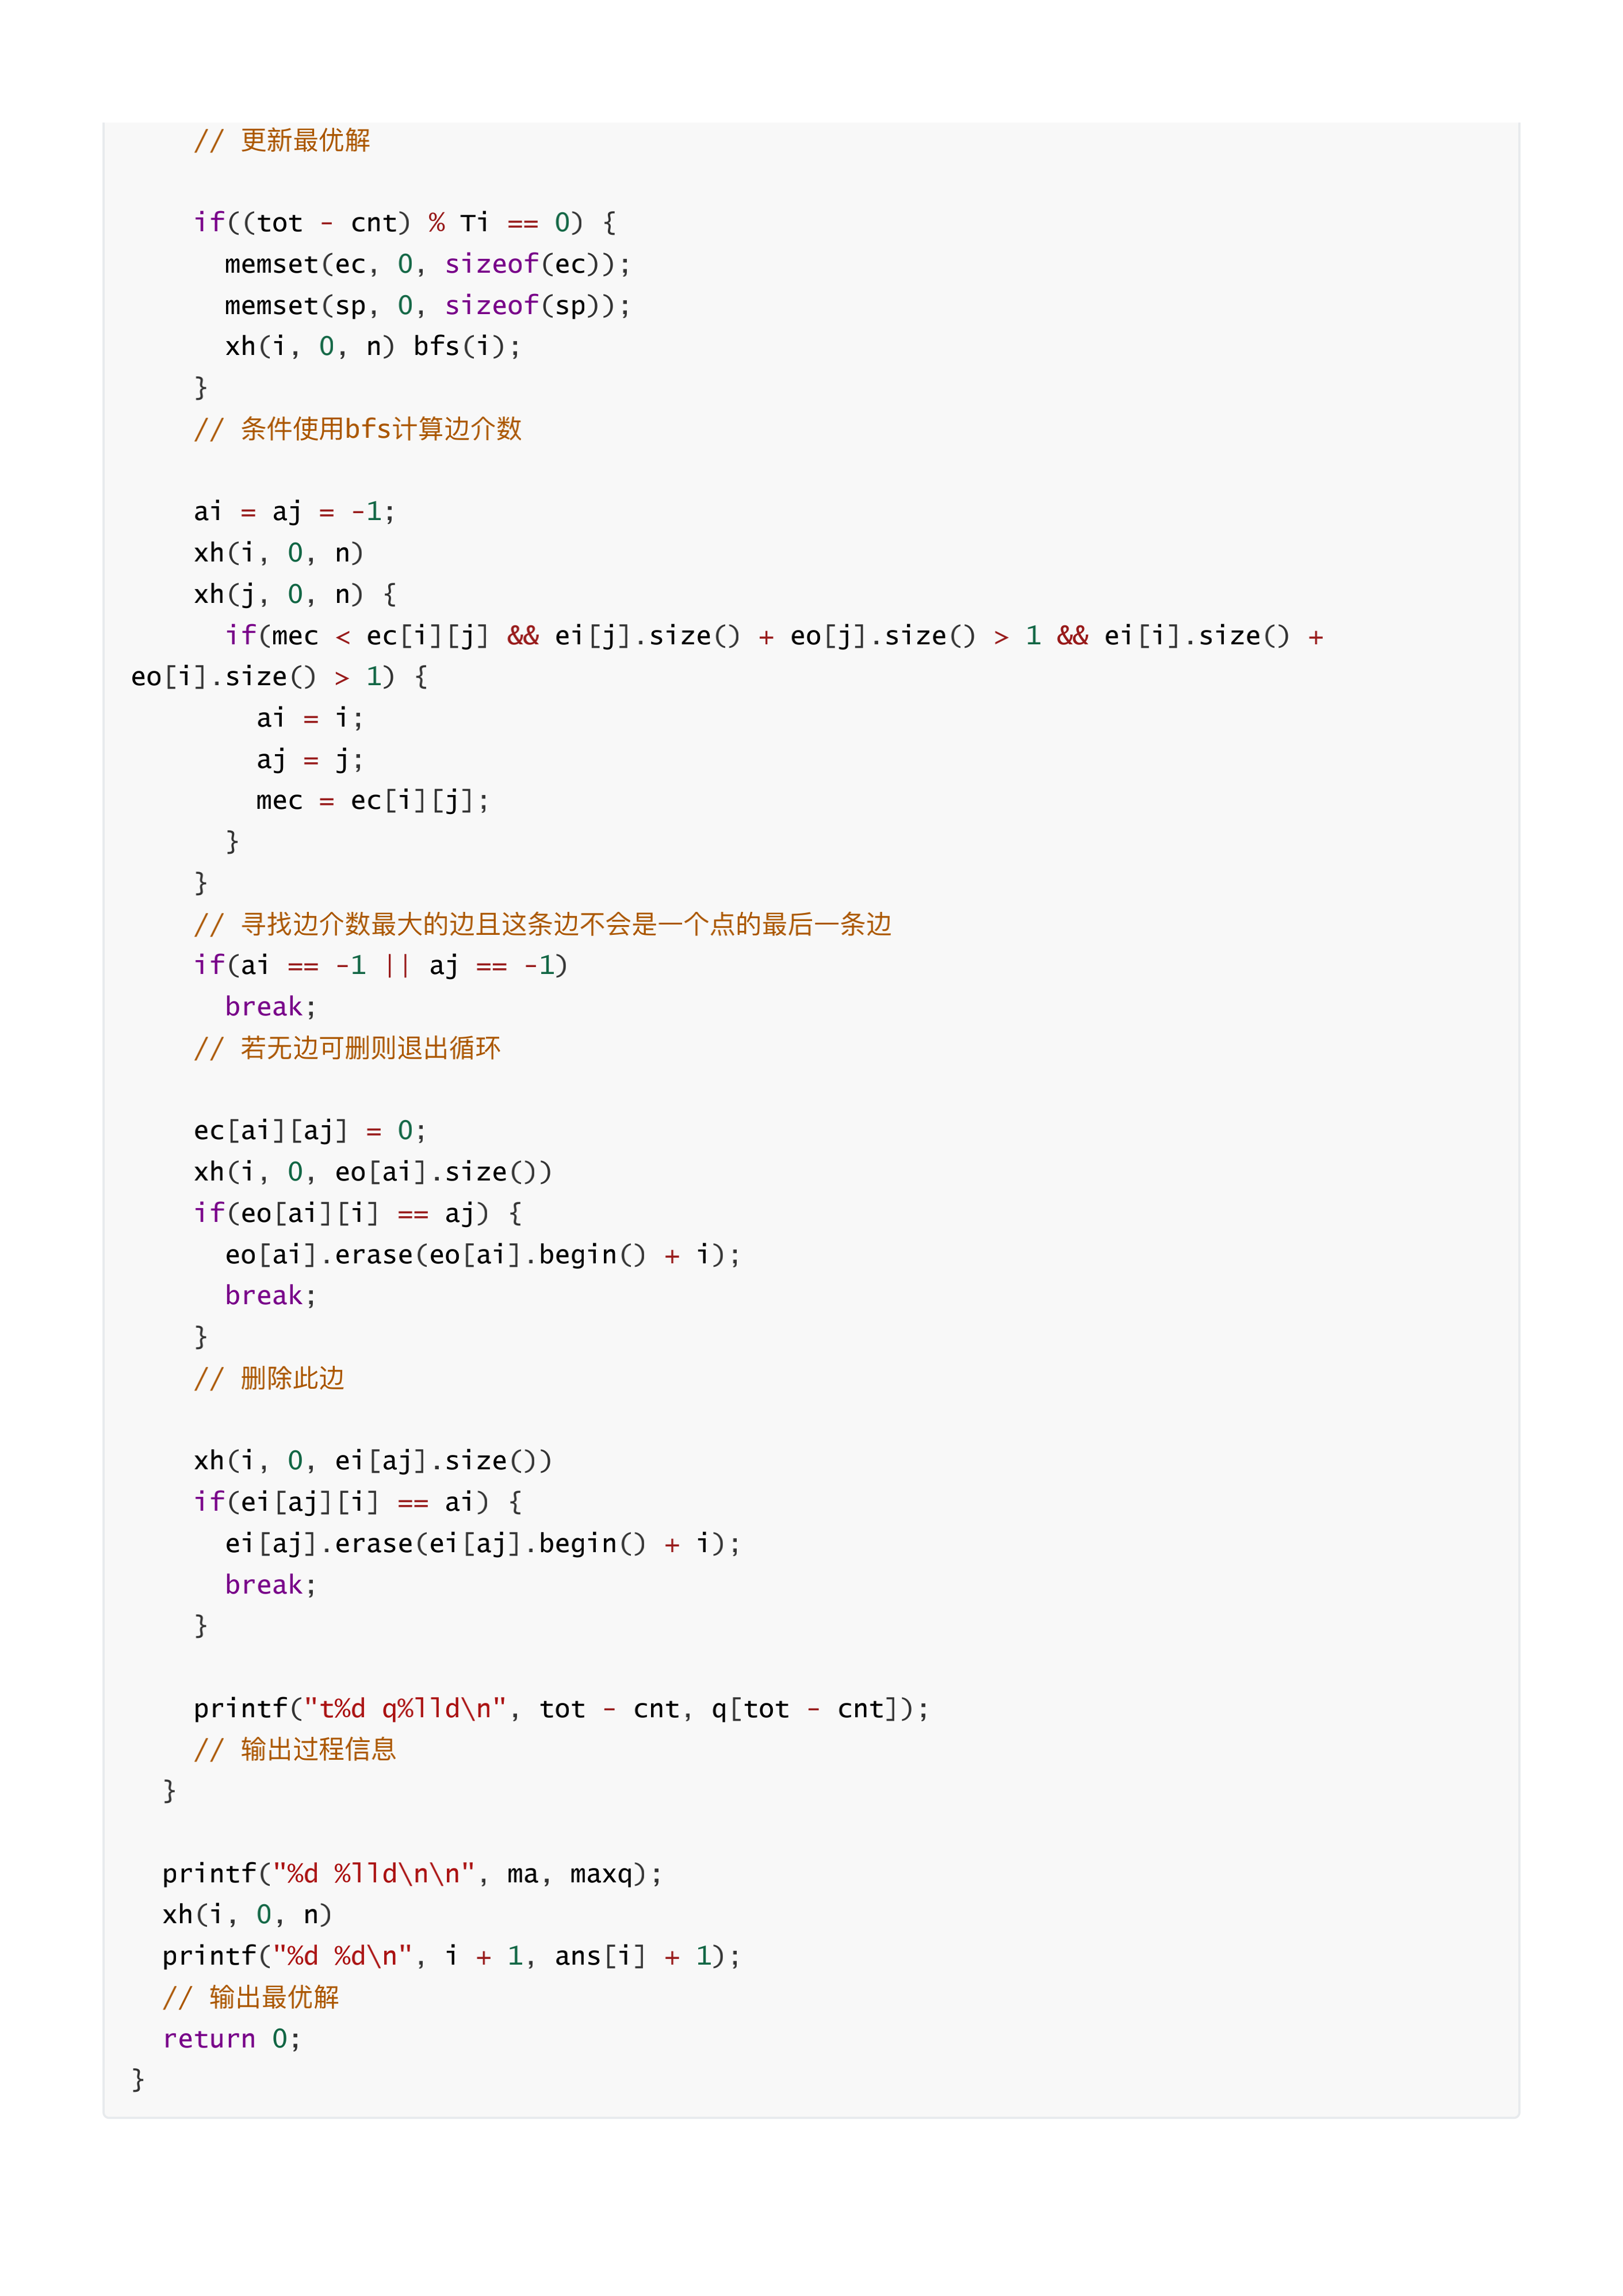 // 更新最优解
if((tot - cnt) % Ti == 0) {
memset(ec, 0, sizeof(ec));
memset(sp, 0, sizeof(sp));
xh(i, 0, n) bfs(i);
}
// 条件使用bfs计算边介数
ai = aj = -1;
xh(i, 0, n)
xh(j, 0, n) {
if(mec < ec[i][j] && ei[j].size() + eo[j].size() > 1 && ei[i].size() +
eo[i].size() > 1) {
ai = i;
aj = j;
mec = ec[i][j];
}
}
// 寻找边介数最大的边且这条边不会是一个点的最后一条边
if(ai == -1 || aj == -1)
break;
// 若无边可删则退出循环
ec[ai][aj] = 0;
xh(i, 0, eo[ai].size())
if(eo[ai][i] == aj) {
eo[ai].erase(eo[ai].begin() + i);
break;
}
// 删除此边
xh(i, 0, ei[aj].size())
if(ei[aj][i] == ai) {
ei[aj].erase(ei[aj].begin() + i);
break;
}
printf("t%d q%lld\n", tot - cnt, q[tot - cnt]);
// 输出过程信息
}
printf("%d %lld\n\n", ma, maxq);
xh(i, 0, n)
printf("%d %d\n", i + 1, ans[i] + 1);
// 输出最优解
return 0;
}